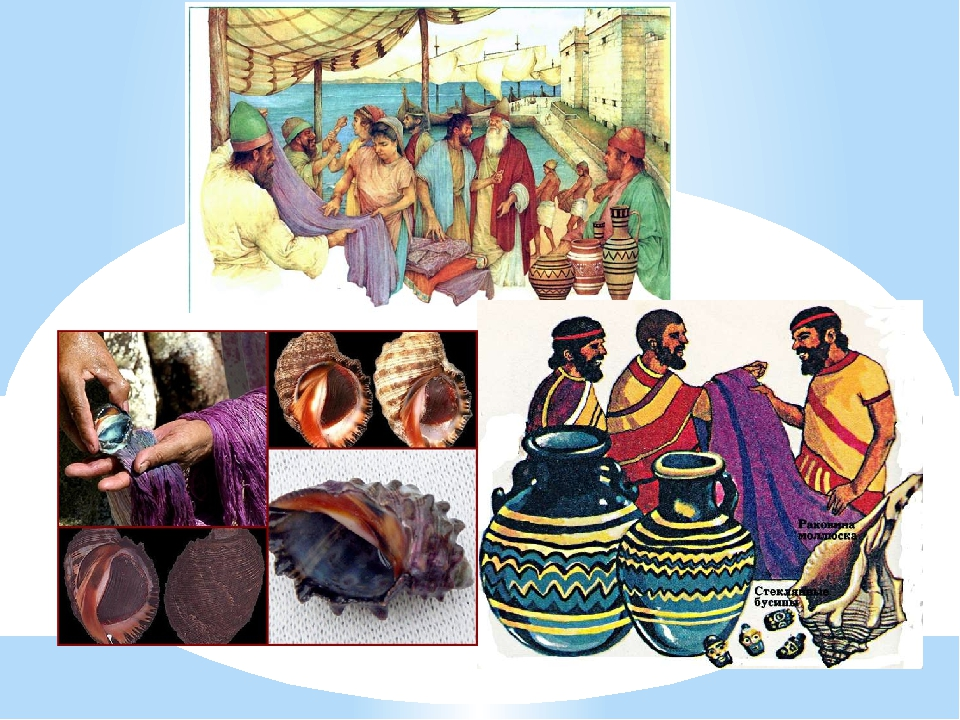 Раковина
моллюска
Стеклянные
бусины